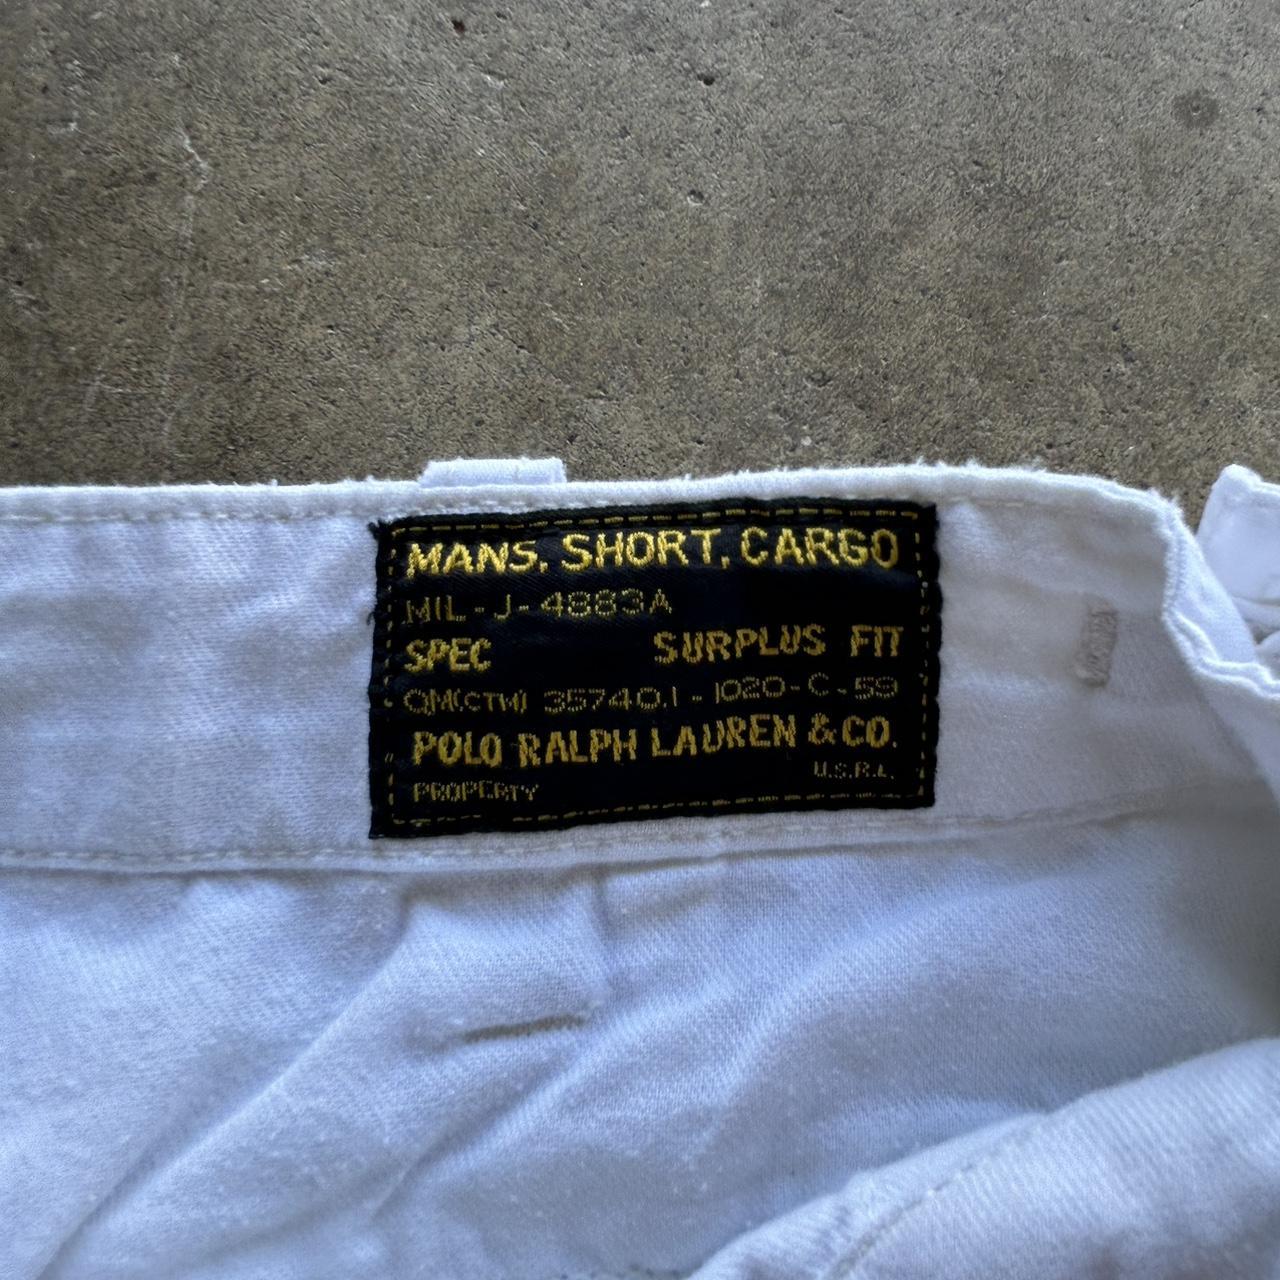 MANS, SHORT, CARGO
MIL-J-4883A
SPEC SURPLUS FIT
QM(CTM) 35740.1-1020-C-59
POLO RALPH LAUREN & CO.
U.S.R.L.
PROPERTY